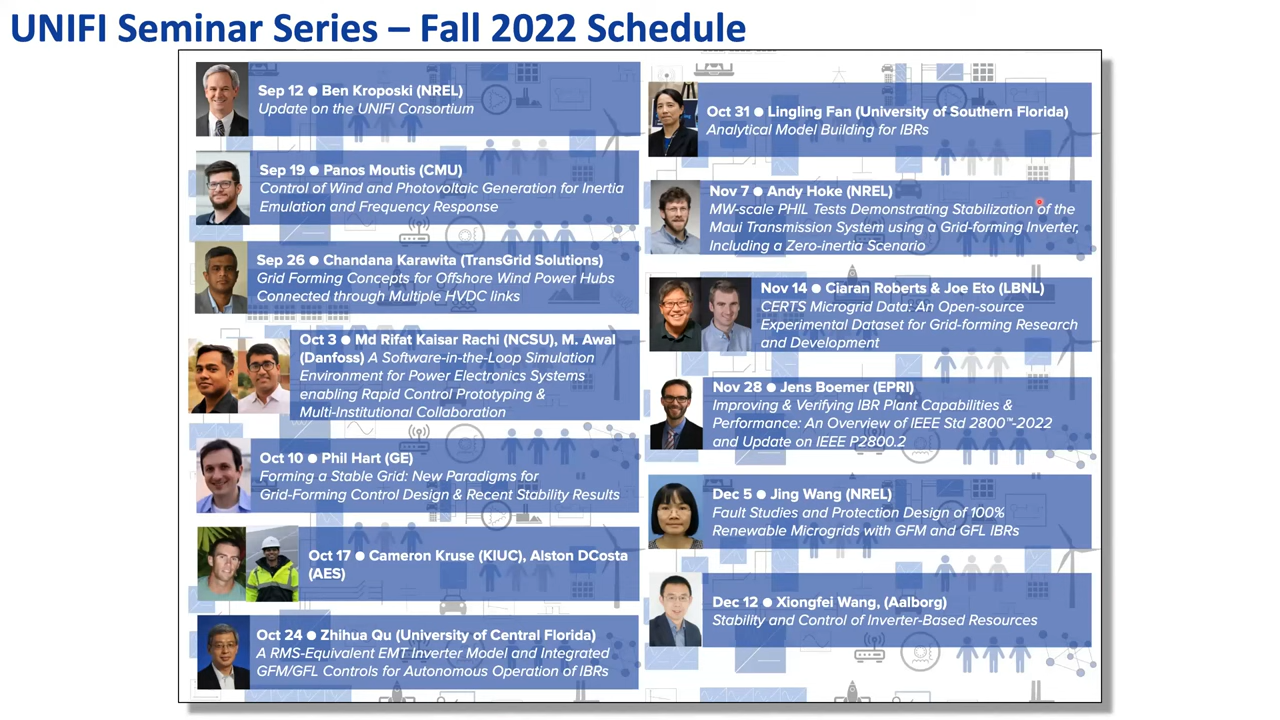 UNIFI Seminar Series – Fall 2022 Schedule
Sep 12 ● Ben Kroposki (NREL)
Update on the UNIFI Consortium
Sep 19 ● Panos Moutis (CMU)
Control of Wind and Photovoltaic Generation for Inertia
Emulation and Frequency Response
Sep 26 ● Chandana Karawita (TransGrid Solutions)
Grid Forming Concepts for Offshore Wind Power Hubs
Connected through Multiple HVDC links
Oct 3 ● Md Rifat Kaisar Rachi (NCSU), M. Awal
(Danfoss) A Software-in-the-Loop Simulation
Environment for Power Electronics Systems
enabling Rapid Control Prototyping &
Multi-Institutional Collaboration
Oct 10 ● Phil Hart (GE)
Forming a Stable Grid: New Paradigms for
Grid-Forming Control Design & Recent Stability Results
Oct 17 ● Cameron Kruse (KIUC), Alston DCosta
(AES)
Oct 24 ● Zhihua Qu (University of Central Florida)
A RMS-Equivalent EMT Inverter Model and Integrated
GFM/GFL Controls for Autonomous Operation of IBRs
Oct 31 ● Lingling Fan (University of Southern Florida)
Analytical Model Building for IBRs
Nov 7 ● Andy Hoke (NREL)
MW-scale PHIL Tests Demonstrating Stabilization of the
Maui Transmission System using a Grid-forming Inverter,
Including a Zero-inertia Scenario
Nov 14 ● Ciaran Roberts & Joe Eto (LBNL)
CERTS Microgrid Data: An Open-source
Experimental Dataset for Grid-forming Research
and Development
Nov 28 ● Jens Boemer (EPRI)
Improving & Verifying IBR Plant Capabilities &
Performance: An Overview of IEEE Std 2800™-2022
and Update on IEEE P2800.2
Dec 5 ● Jing Wang (NREL)
Fault Studies and Protection Design of 100%
Renewable Microgrids with GFM and GFL IBRs
Dec 12 ● Xiongfei Wang, (Aalborg)
Stability and Control of Inverter-Based Resources